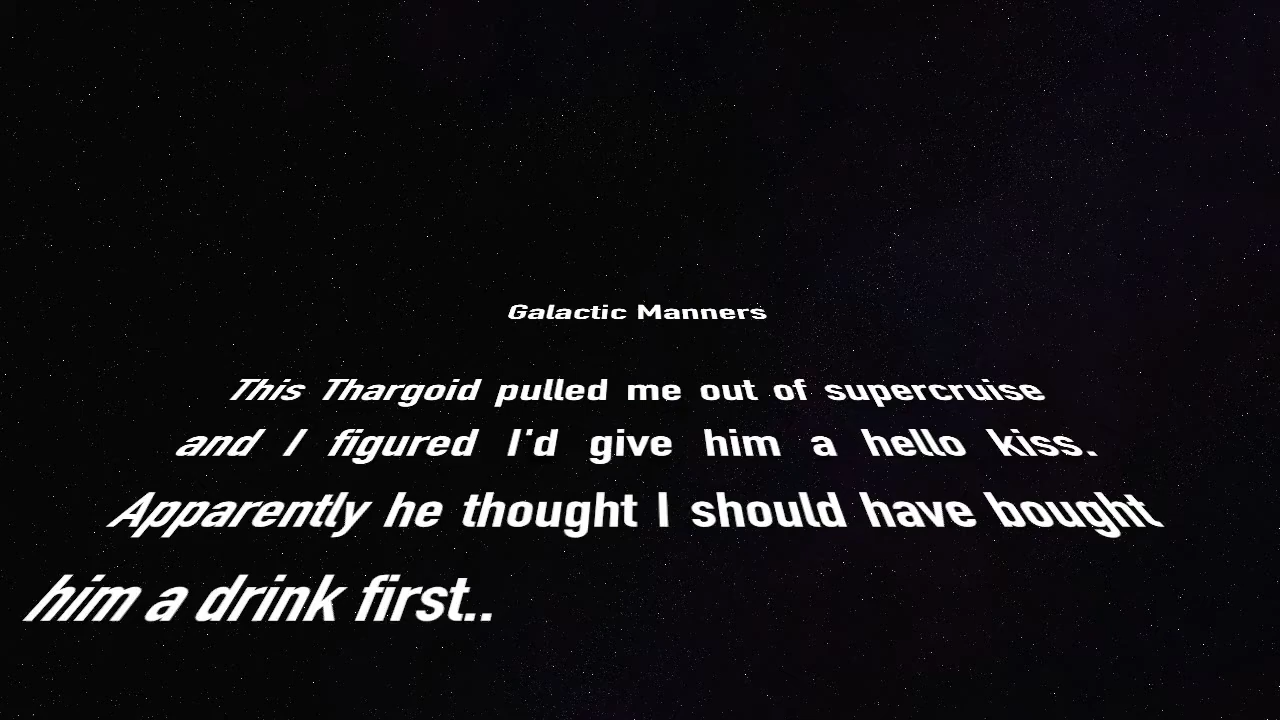 Galactic Manners
This Thargoid pulled me out of supercruise
and I figured I'd give him a hello kiss.
Apparently he thought I should have bought
him a drink first..